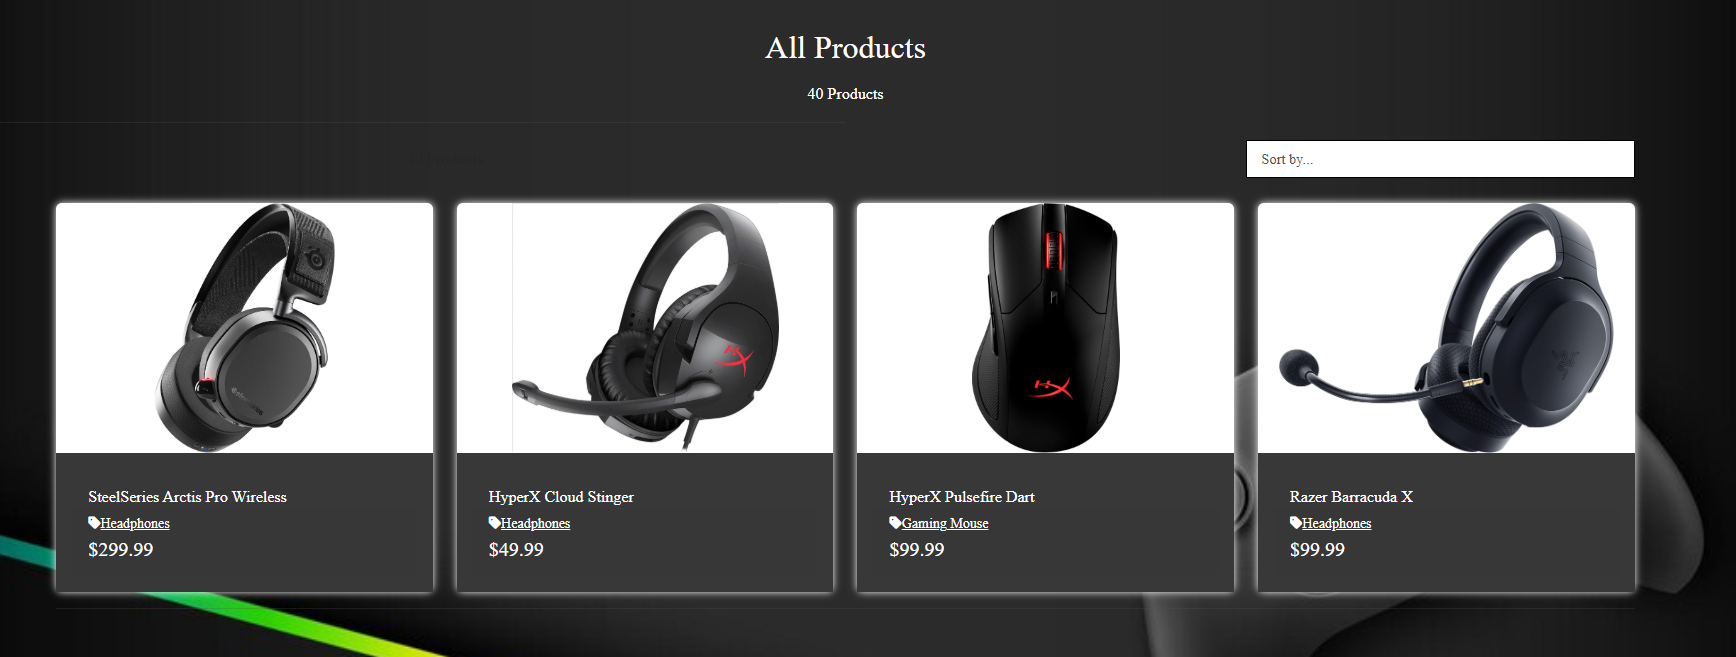 All Products
40 Products
Sort by...
SteelSeries Arctis Pro Wireless
Headphones
$299.99
HyperX Cloud Stinger
Headphones
$49.99
HyperX Pulsefire Dart
Gaming Mouse
$99.99
Razer Barracuda X
Headphones
$99.99